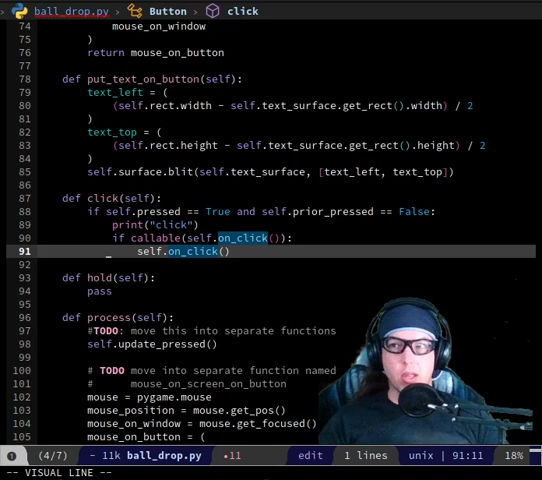 ball_drop.py > Button > click
74 mouse_on_window
75 )
76 return mouse_on_button
77
78 def put_text_on_button(self):
79 text_left = (
80 (self.rect.width - self.text_surface.get_rect().width) / 2
81 )
82 text_top = (
83 (self.rect.height - self.text_surface.get_rect().height) / 2
84 )
85 self.surface.blit(self.text_surface, [text_left, text_top])
86
87 def click(self):
88 if self.pressed == True and self.prior_pressed == False:
89 print("click")
90 if callable(self.on_click()):
91 self.on_click()
92
93 def hold(self):
94 pass
95
96 def process(self):
97 #TODO: move this into separate functions
98 self.update_pressed()
99
100 # TODO move into separate function named
101 # mouse_on_screen_on_button
102 mouse = pygame.mouse
103 mouse_position = mouse.get_pos()
104 mouse_on_window = mouse.get_focused()
105 mouse_on_button = (
(4/7) - 11k ball_drop.py •11 edit 1 lines unix | 91:11 18%
-- VISUAL LINE --